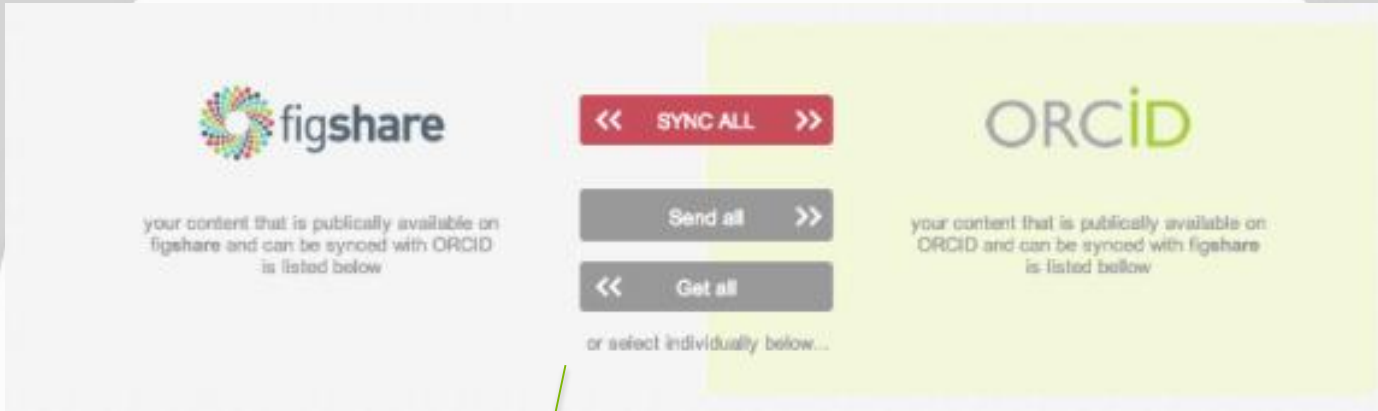 figshare
your content that is publically available on
figshare and can be synced with ORCID
is listed below
<< SYNC ALL >>
Send all >>
<< Get all
or select individually below...
ORCiD
your content that is publically available on
ORCID and can be synced with figshare
is listed bellow